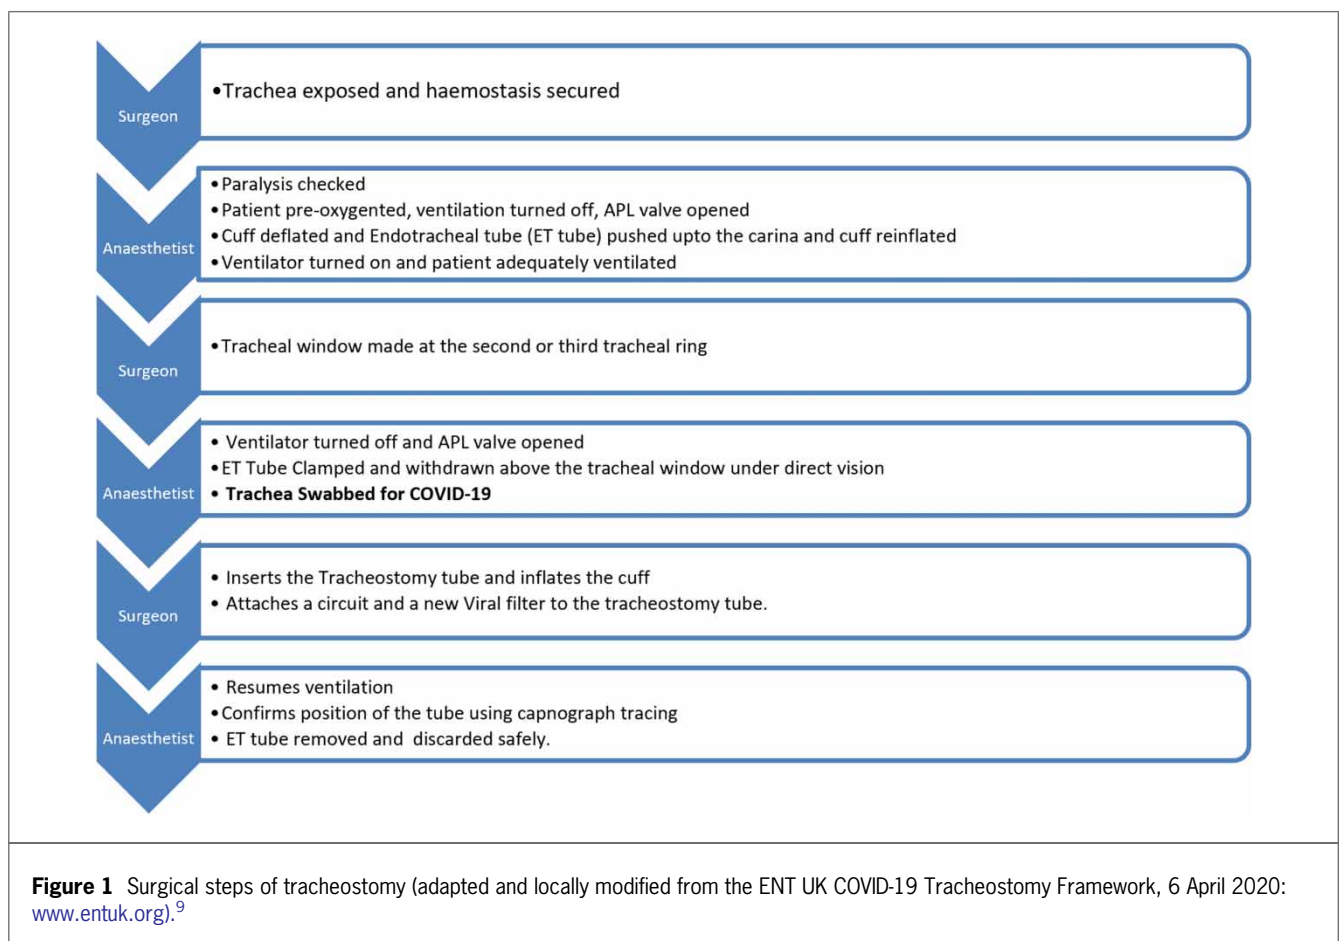 •Trachea exposed and haemostasis secured
Surgeon
•Paralysis checked
•Patient pre-oxygented, ventilation turned off, APL valve opened
•Cuff deflated and Endotracheal tube (ET tube) pushed upto the carina and cuff reinflated
•Ventilator turned on and patient adequately ventilated
Anaesthetist
•Tracheal window made at the second or third tracheal ring
Surgeon
• Ventilator turned off and APL valve opened
•ET Tube Clamped and withdrawn above the tracheal window under direct vision
• Trachea Swabbed for COVID-19
Anaesthetist
• Inserts the Tracheostomy tube and inflates the cuff
• Attaches a circuit and a new Viral filter to the tracheostomy tube.
Surgeon
• Resumes ventilation
•Confirms position of the tube using capnograph tracing
• ET tube removed and discarded safely.
Anaesthetist
Figure 1 Surgical steps of tracheostomy (adapted and locally modified from the ENT UK COVID-19 Tracheostomy Framework, 6 April 2020:
www.entuk.org).9